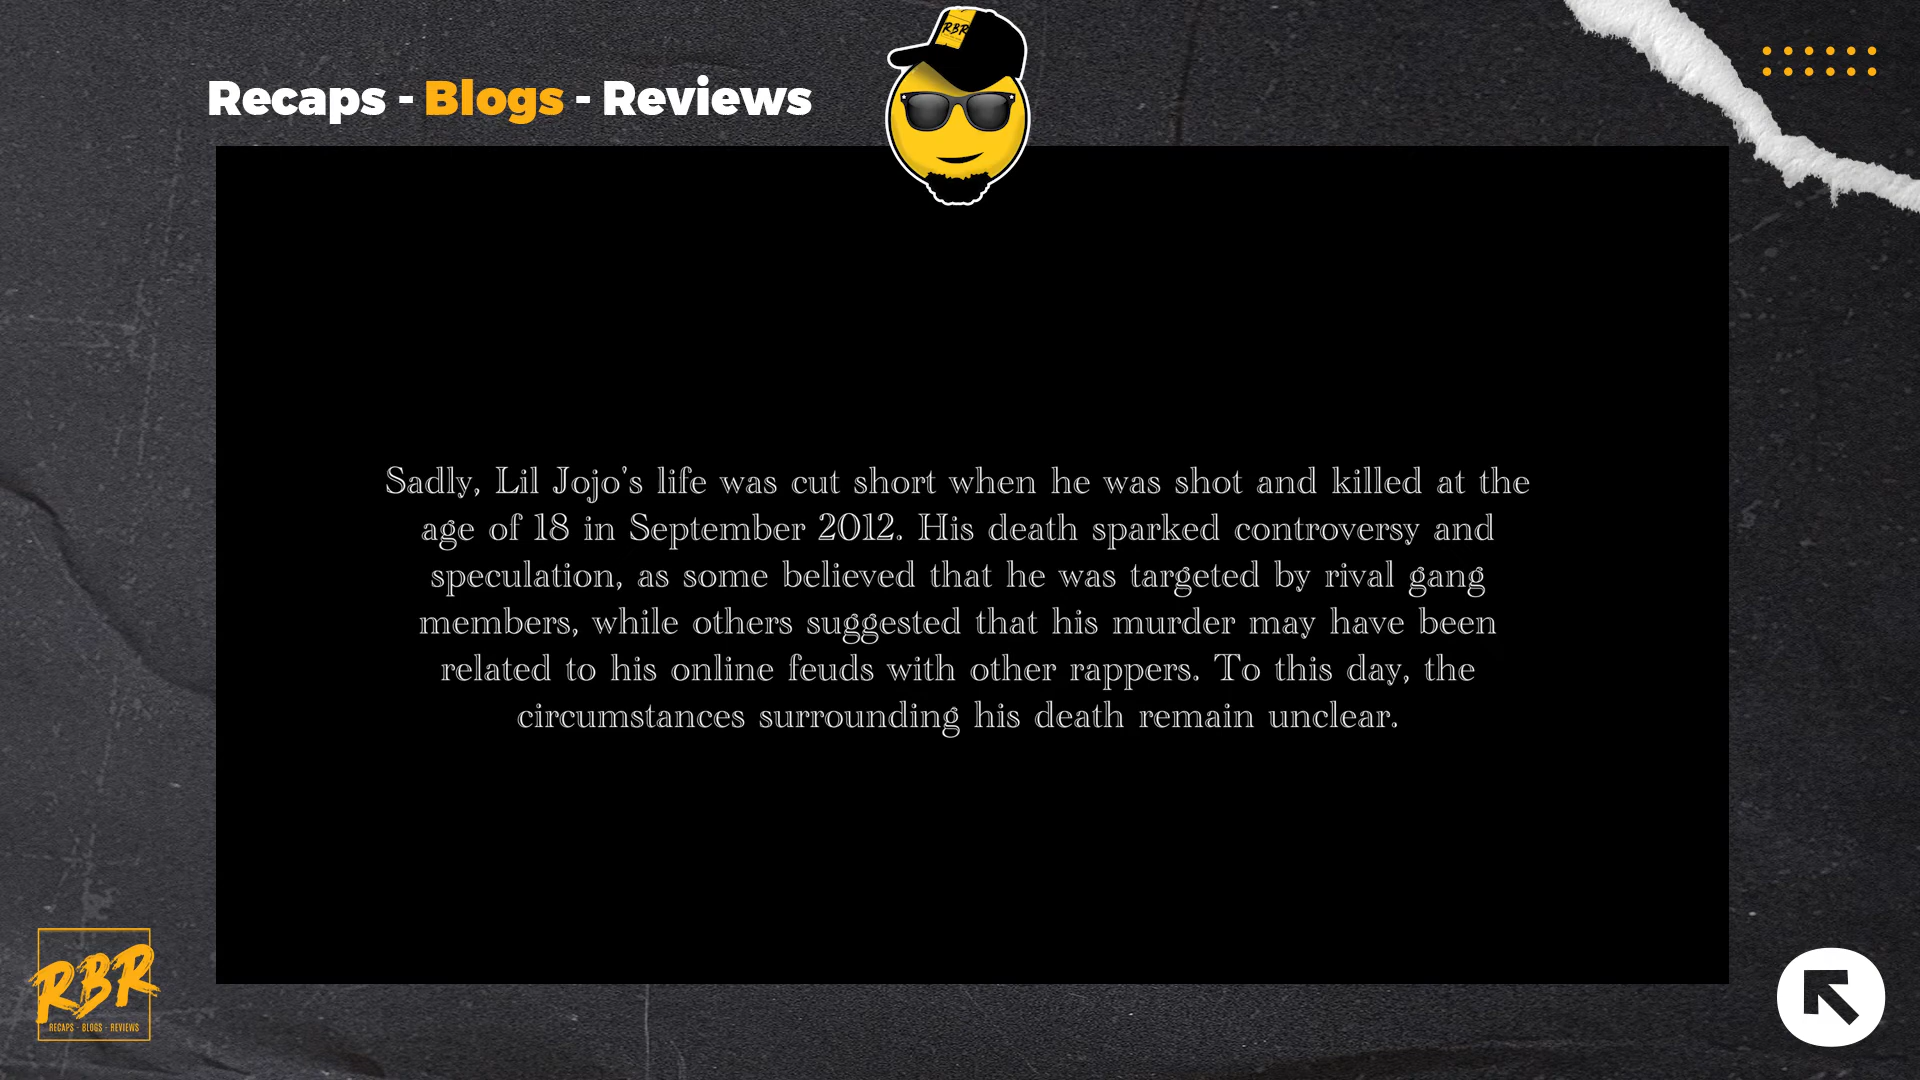 RBR
Recaps - Blogs - Reviews
Sadly, Lil Jojo's life was cut short when he was shot and killed at the
age of 18 in September 2012. His death sparked controversy and
speculation, as some believed that he was targeted by rival gang
members, while others suggested that his murder may have been
related to his online feuds with other rappers. To this day, the
circumstances surrounding his death remain unclear.
RBR
RECAPS - BLOGS - REVIEWS